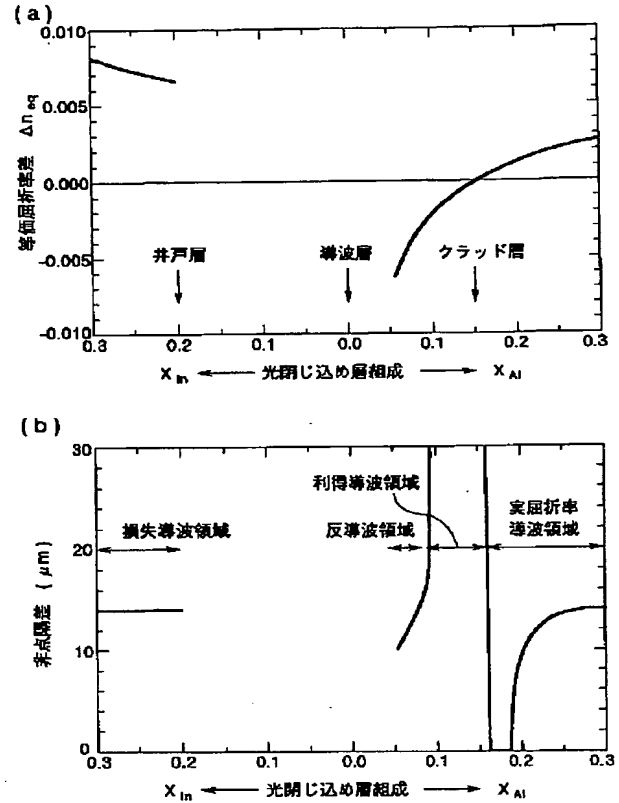 (a)
0.010
0.005
0.000
-0.005
-0.010
等価屈折率差 Δn eq
井戸層
導波層
クラッド層
0.3 0.2 0.1 0.0 0.1 0.2 0.3
X In ← 光閉じ込め層組成 → X Al
(b)
30
20
10
0
非点隔差 ( μm )
損失導波領域
利得導波領域
反導波領域
実屈折率
導波領域
0.3 0.2 0.1 0.0 0.1 0.2 0.3
X In ← 光閉じ込め層組成 → X Al